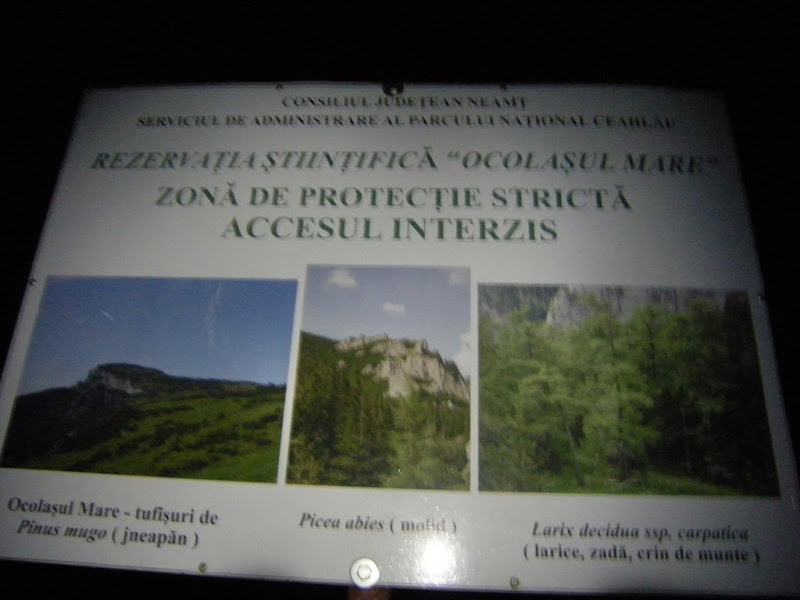 CONSILIUL JUDEȚEAN NEAMȚ
SERVICIUL DE ADMINISTRARE AL PARCULUI NAȚIONAL CEAHLĂU
REZERVAȚIA ȘTIINȚIFICĂ "OCOLAȘUL MARE"
ZONĂ DE PROTECȚIE STRICTĂ
ACCESUL INTERZIS
Ocolașul Mare - tufișuri de
Pinus mugo ( jneapăn )
Picea abies ( molid )
Larix decidua ssp. carpatica
( larice, zadă, crin de munte )